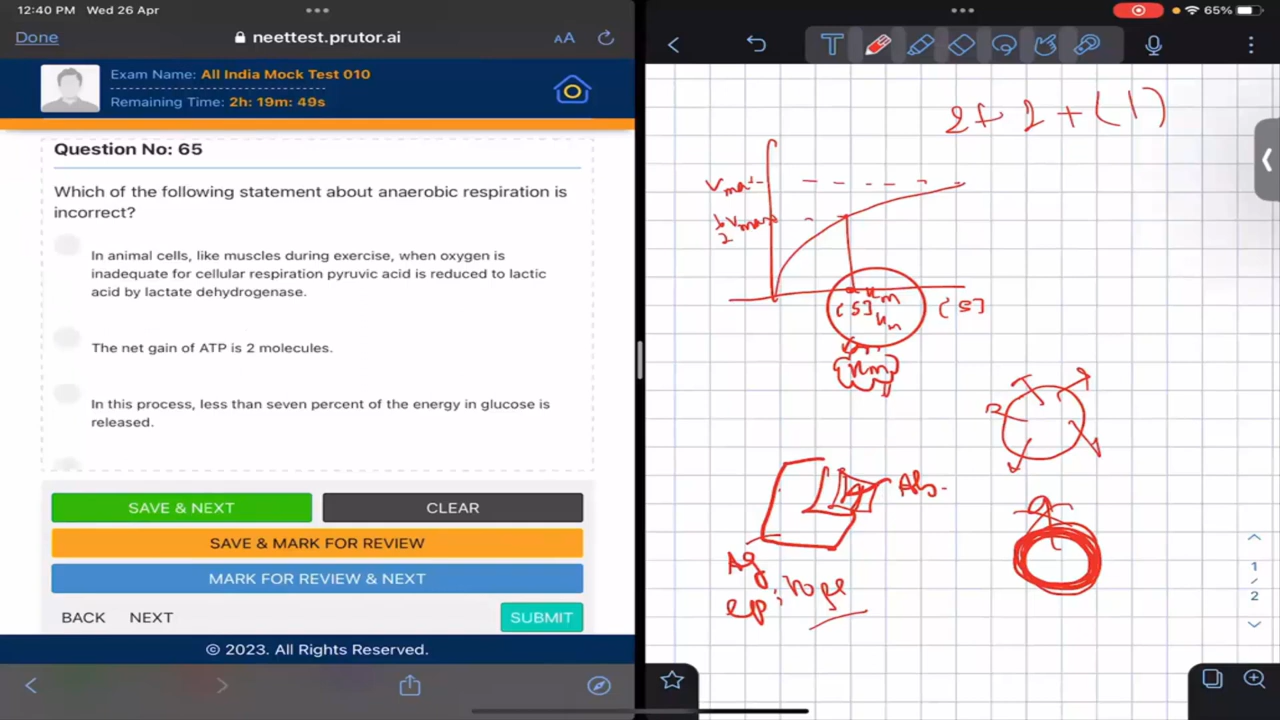 12:40 PM Wed 26 Apr
65%
Done
neettest.prutor.ai
AA
Exam Name: All India Mock Test 010
Remaining Time: 2h: 19m: 49s
Question No: 65
Which of the following statement about anaerobic respiration is
incorrect?
In animal cells, like muscles during exercise, when oxygen is
inadequate for cellular respiration pyruvic acid is reduced to lactic
acid by lactate dehydrogenase.
The net gain of ATP is 2 molecules.
In this process, less than seven percent of the energy in glucose is
released.
SAVE & NEXT
CLEAR
SAVE & MARK FOR REVIEW
MARK FOR REVIEW & NEXT
BACK
NEXT
SUBMIT
© 2023. All Rights Reserved.
T
2 + 2 + (1)
Vmax
1/2 Vmax
Km
[S]
Km
[S]
Km
Ab.
Ag
ep:
1
/
2